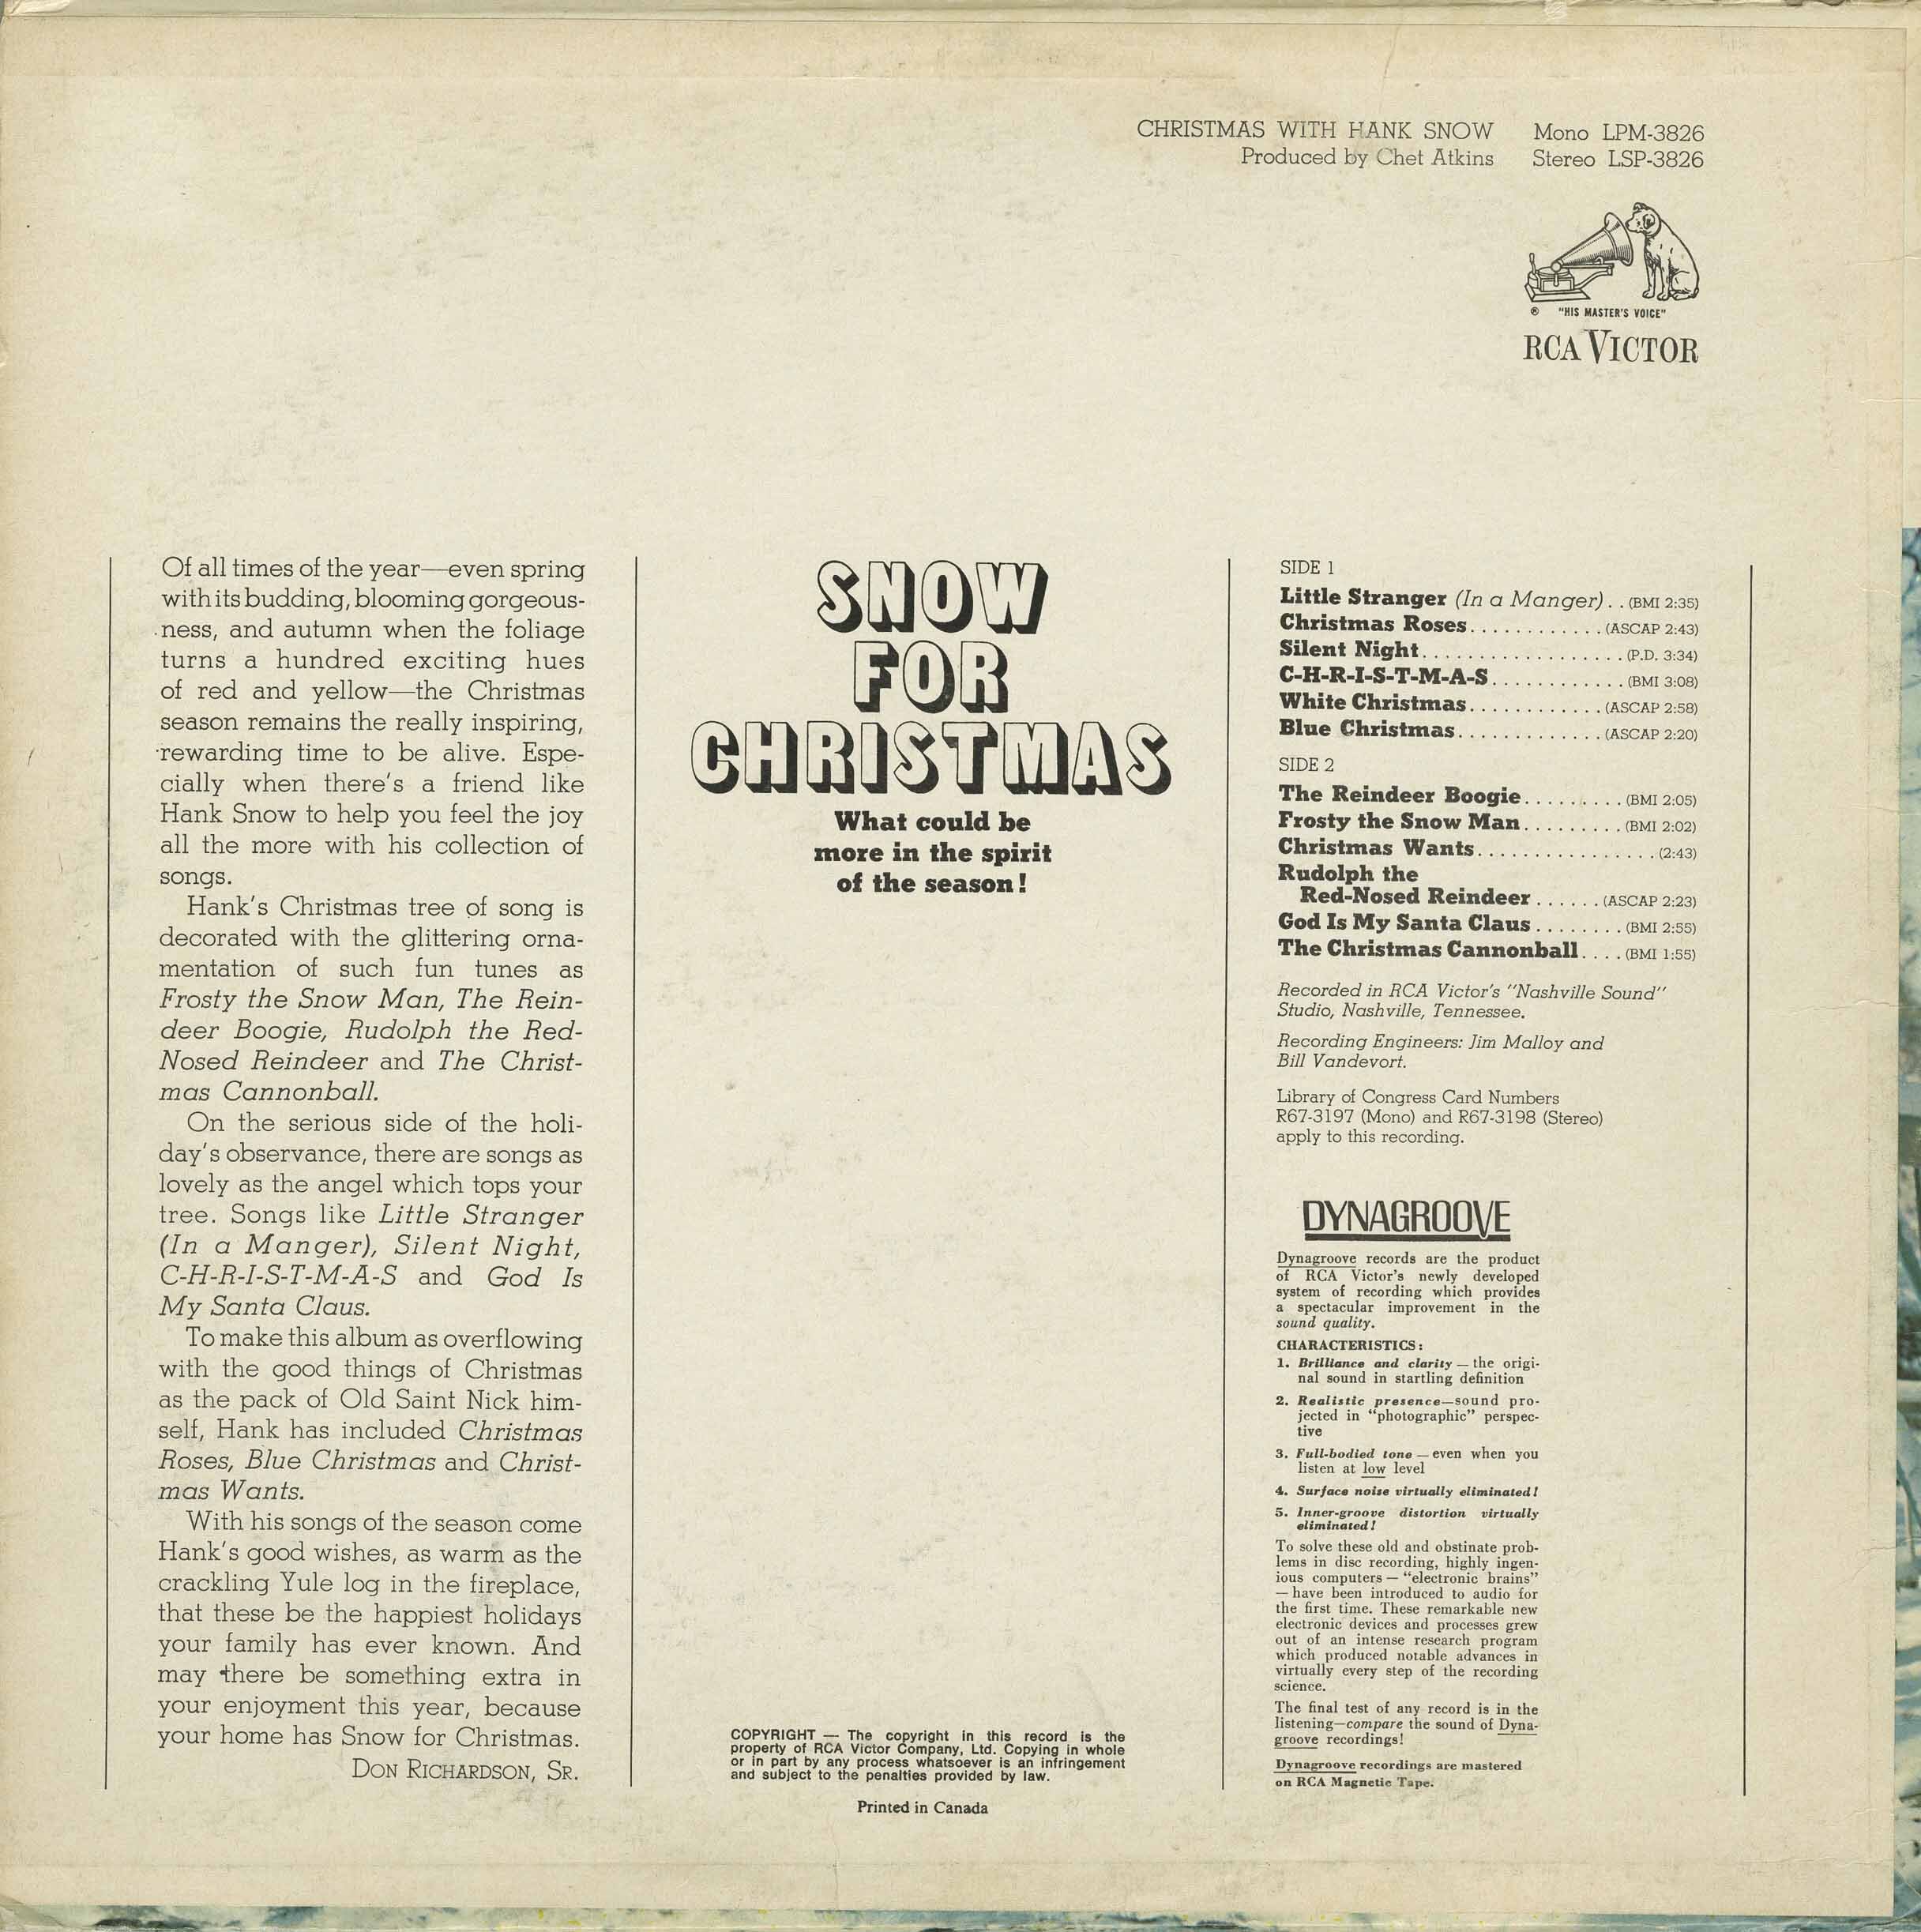 CHRISTMAS WITH HANK SNOW Mono LPM-3826
Produced by Chet Atkins Stereo LSP-3826
® "HIS MASTER'S VOICE"
RCA VICTOR
Of all times of the year—even spring
with its budding, blooming gorgeous-
ness, and autumn when the foliage
turns a hundred exciting hues
of red and yellow—the Christmas
season remains the really inspiring,
rewarding time to be alive. Espe-
cially when there's a friend like
Hank Snow to help you feel the joy
all the more with his collection of
songs.
Hank's Christmas tree of song is
decorated with the glittering orna-
mentation of such fun tunes as
Frosty the Snow Man, The Rein-
deer Boogie, Rudolph the Red-
Nosed Reindeer and The Christ-
mas Cannonball.
On the serious side of the holi-
day's observance, there are songs as
lovely as the angel which tops your
tree. Songs like Little Stranger
(In a Manger), Silent Night,
C-H-R-I-S-T-M-A-S and God Is
My Santa Claus.
To make this album as overflowing
with the good things of Christmas
as the pack of Old Saint Nick him-
self, Hank has included Christmas
Roses, Blue Christmas and Christ-
mas Wants.
With his songs of the season come
Hank's good wishes, as warm as the
crackling Yule log in the fireplace,
that these be the happiest holidays
your family has ever known. And
may there be something extra in
your enjoyment this year, because
your home has Snow for Christmas.
DON RICHARDSON, SR.
SNOW
FOR
CHRISTMAS
What could be
more in the spirit
of the season!
COPYRIGHT — The copyright in this record is the
property of RCA Victor Company, Ltd. Copying in whole
or in part by any process whatsoever is an infringement
and subject to the penalties provided by law.
Printed in Canada
SIDE 1
Little Stranger (In a Manger). . (BMI 2:35)
Christmas Roses. . . . . . . . . . . . (ASCAP 2:43)
Silent Night. . . . . . . . . . . . . . . . . . (P.D. 3:34)
C-H-R-I-S-T-M-A-S. . . . . . . . . . . . (BMI 3:08)
White Christmas. . . . . . . . . . . . (ASCAP 2:58)
Blue Christmas. . . . . . . . . . . . . (ASCAP 2:20)
SIDE 2
The Reindeer Boogie. . . . . . . . . (BMI 2:05)
Frosty the Snow Man. . . . . . . . . (BMI 2:02)
Christmas Wants. . . . . . . . . . . . . . . . (2:43)
Rudolph the
Red-Nosed Reindeer . . . . . . (ASCAP 2:23)
God Is My Santa Claus . . . . . . . . (BMI 2:55)
The Christmas Cannonball. . . . (BMI 1:55)
Recorded in RCA Victor's "Nashville Sound"
Studio, Nashville, Tennessee.
Recording Engineers: Jim Malloy and
Bill Vandevort.
Library of Congress Card Numbers
R67-3197 (Mono) and R67-3198 (Stereo)
apply to this recording.
DYNAGROOVE
Dynagroove records are the product
of RCA Victor's newly developed
system of recording which provides
a spectacular improvement in the
sound quality.
CHARACTERISTICS:
1. Brilliance and clarity — the origi-
nal sound in startling definition
2. Realistic presence—sound pro-
jected in "photographic" perspec-
tive
3. Full-bodied tone — even when you
listen at low level
4. Surface noise virtually eliminated!
5. Inner-groove distortion virtually
eliminated!
To solve these old and obstinate prob-
lems in disc recording, highly ingen-
ious computers — "electronic brains"
— have been introduced to audio for
the first time. These remarkable new
electronic devices and processes grew
out of an intense research program
which produced notable advances in
virtually every step of the recording
science.
The final test of any record is in the
listening—compare the sound of Dyna-
groove recordings!
Dynagroove recordings are mastered
on RCA Magnetic Tape.